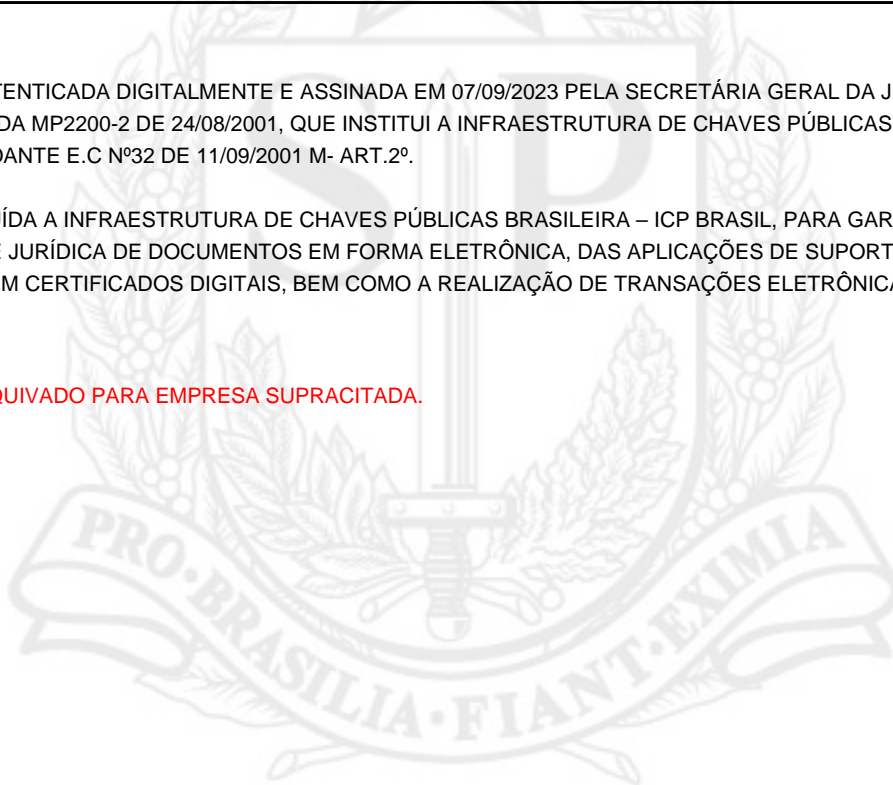 TENTICADA DIGITALMENTE E ASSINADA EM 07/09/2023 PELA SECRETÁRIA GERAL DA J
DA MP2200-2 DE 24/08/2001, QUE INSTITUI A INFRAESTRUTURA DE CHAVES PÚBLICAS
DANTE E.C Nº32 DE 11/09/2001 M- ART.2º.
UÍDA A INFRAESTRUTURA DE CHAVES PÚBLICAS BRASILEIRA – ICP BRASIL, PARA GAR
E JURÍDICA DE DOCUMENTOS EM FORMA ELETRÔNICA, DAS APLICAÇÕES DE SUPORT
M CERTIFICADOS DIGITAIS, BEM COMO A REALIZAÇÃO DE TRANSAÇÕES ELETRÔNICA
QUIVADO PARA EMPRESA SUPRACITADA.
SP
PRO·BRASILIA·FIANT·EXIMIA